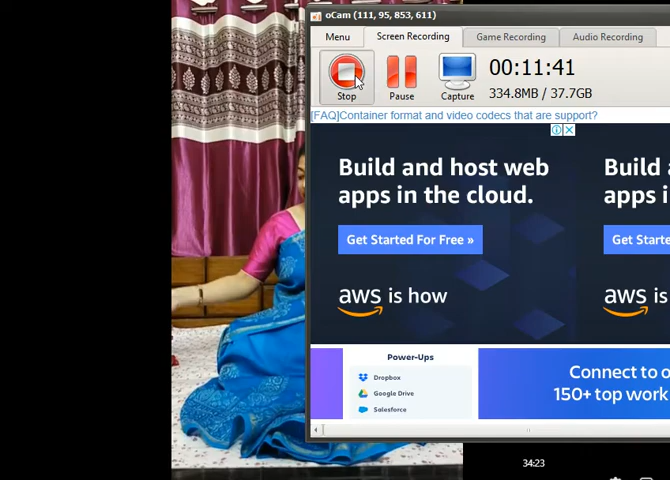 oCam (111, 95, 853, 611)
Menu
Screen Recording
Game Recording
Audio Recording
Stop
Pause
Capture
00:11:41
334.8MB / 37.7GB
[FAQ]Container format and video codecs that are support?
Build and host web
apps in the cloud.
Get Started For Free »
aws is how
Build
apps i
Get Starte
aws is
Power-Ups
Dropbox
Google Drive
Salesforce
Connect to
150+ top work
34:23